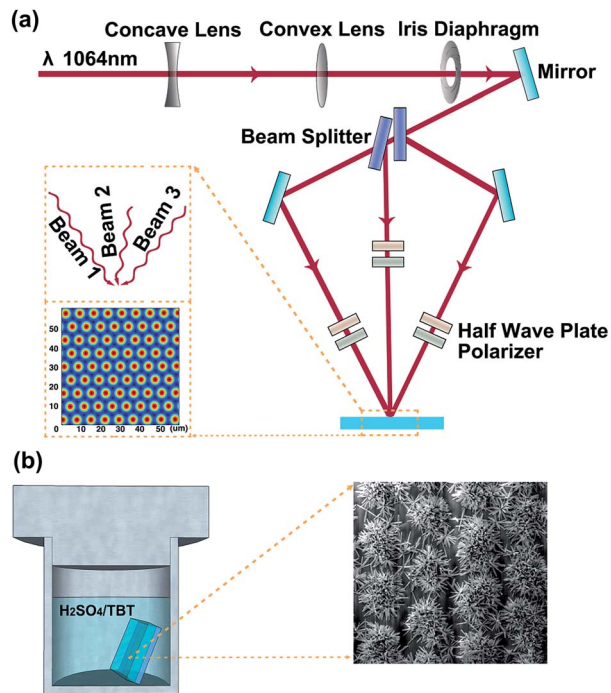 (a)
Concave Lens
Convex Lens
Iris Diaphragm
λ 1064nm
Mirror
Beam Splitter
Beam 1
Beam 2
Beam 3
50
40
30
20
10
0
10 20 30 40 50 (um)
Half Wave Plate
Polarizer
(b)
H₂SO₄/TBT